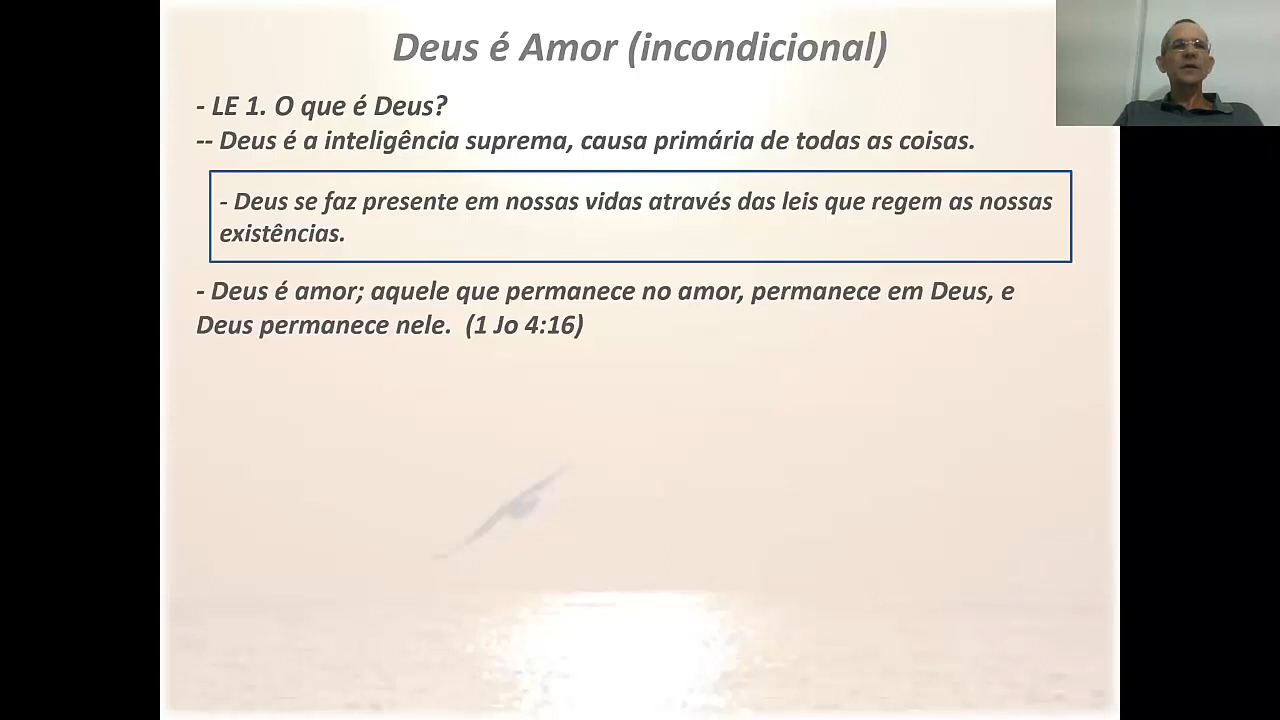 Deus é Amor (incondicional)
- LE 1. O que é Deus?
-- Deus é a inteligência suprema, causa primária de todas as coisas.
- Deus se faz presente em nossas vidas através das leis que regem as nossas
existências.
- Deus é amor; aquele que permanece no amor, permanece em Deus, e
Deus permanece nele.  (1 Jo 4:16)